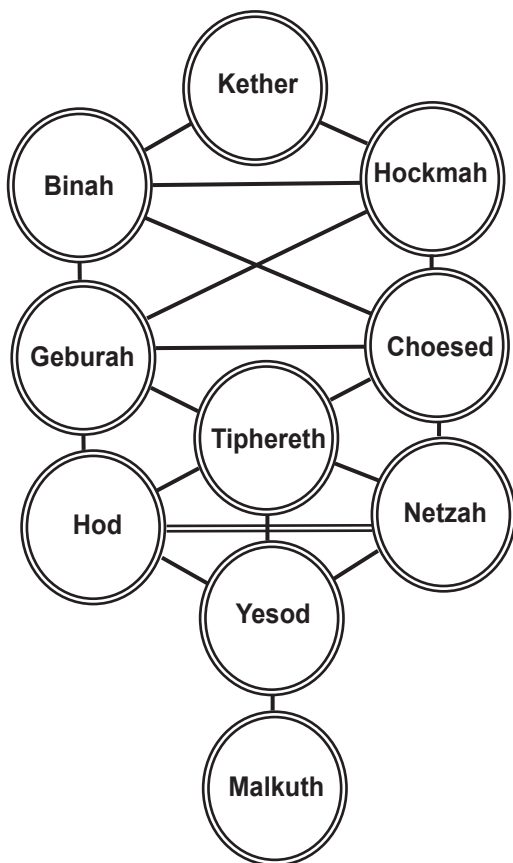 Kether
Binah
Hockmah
Geburah
Choesed
Tiphereth
Hod
Netzah
Yesod
Malkuth